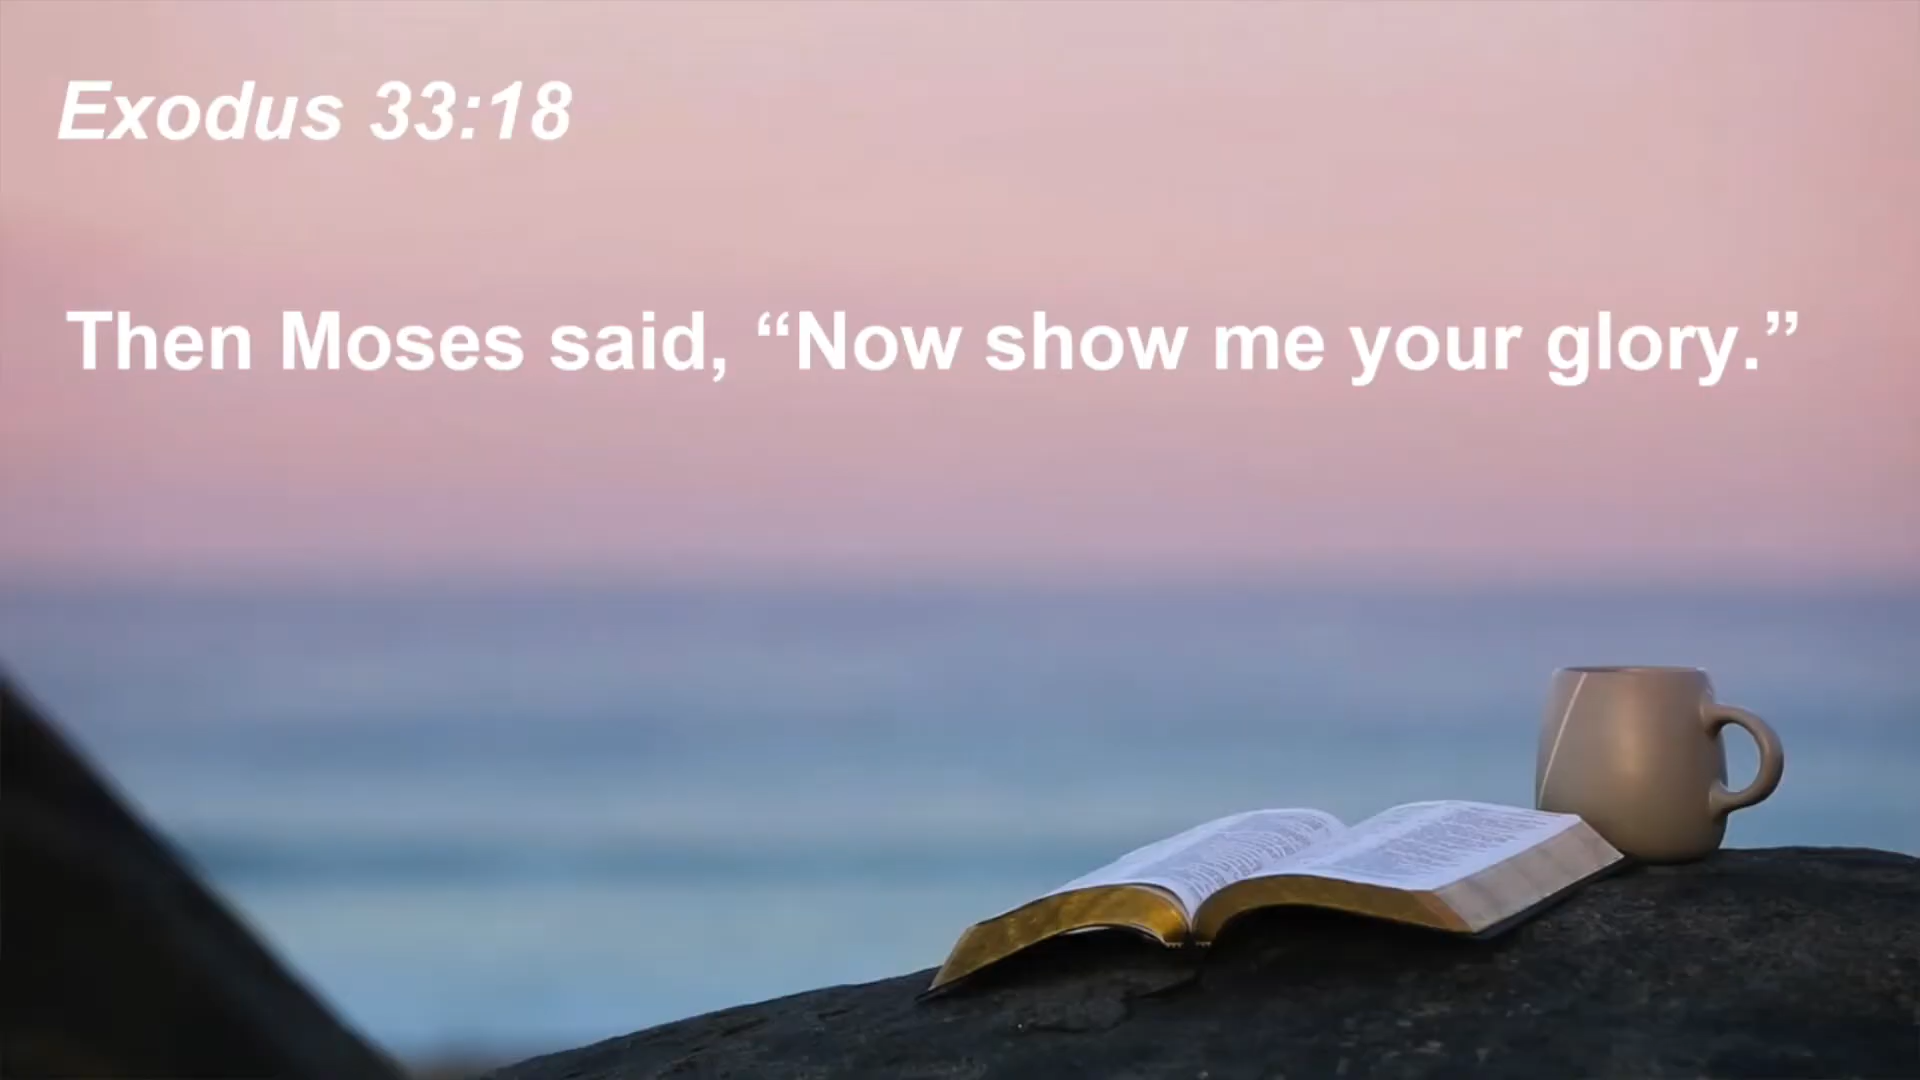 Exodus 33:18
Then Moses said, “Now show me your glory.”